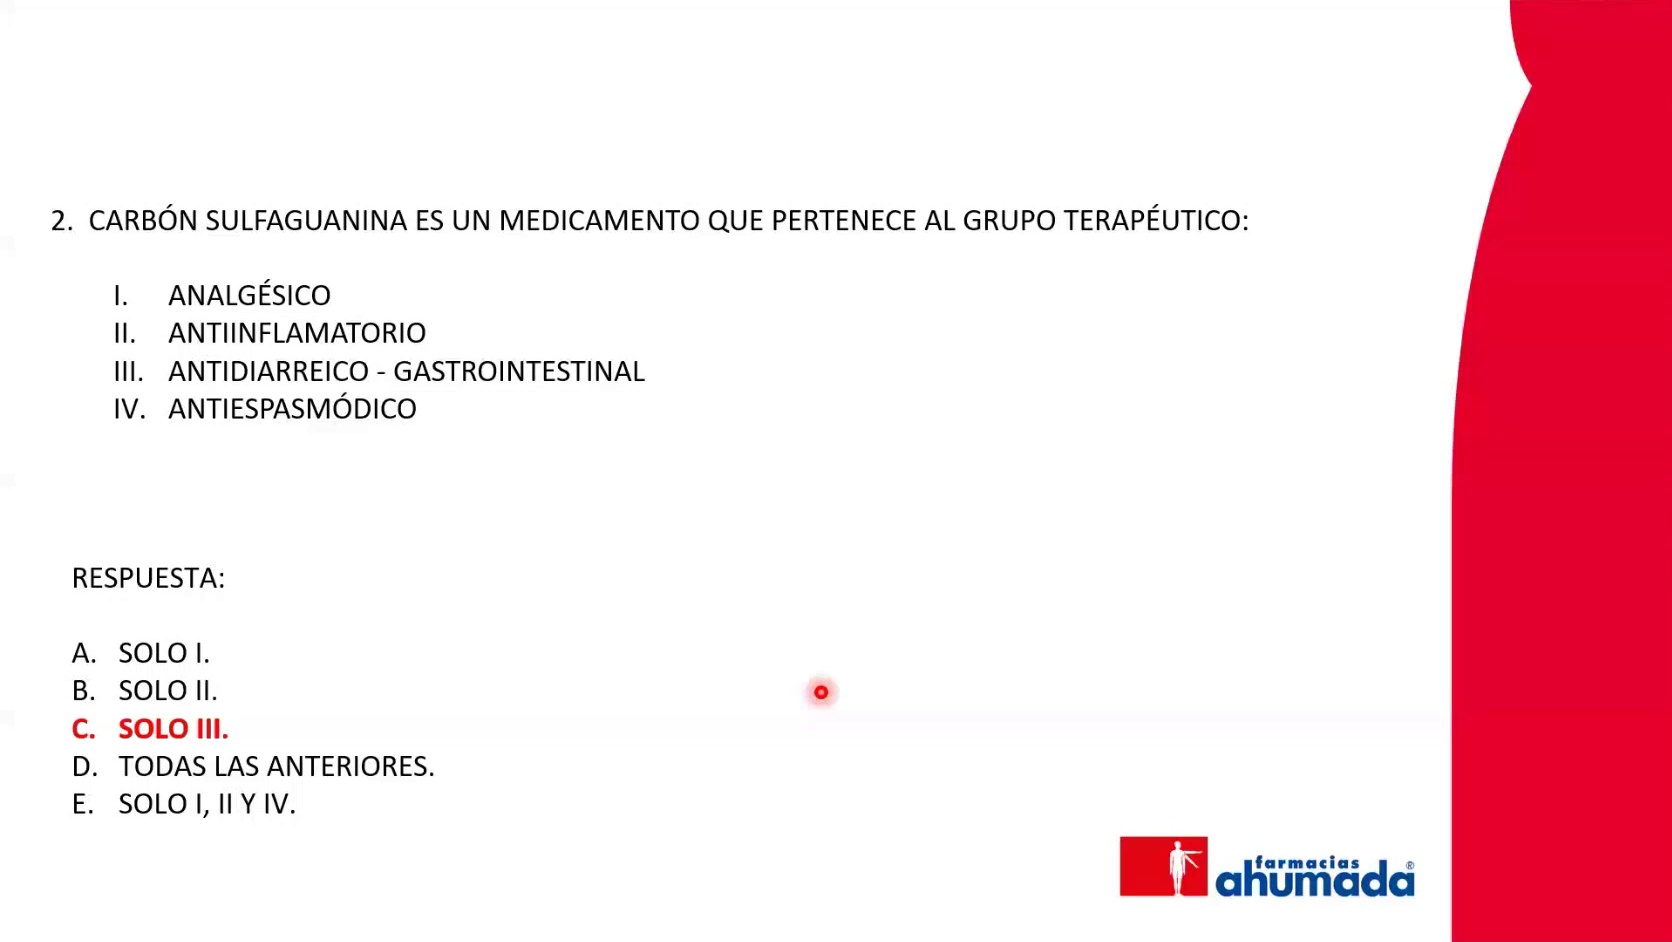 2. CARBÓN SULFAGUANINA ES UN MEDICAMENTO QUE PERTENECE AL GRUPO TERAPÉUTICO:
I. ANALGÉSICO
II. ANTIINFLAMATORIO
III. ANTIDIARREICO - GASTROINTESTINAL
IV. ANTIESPASMÓDICO
RESPUESTA:
A. SOLO I.
B. SOLO II.
C. SOLO III.
D. TODAS LAS ANTERIORES.
E. SOLO I, II Y IV.
farmacias
ahumada®